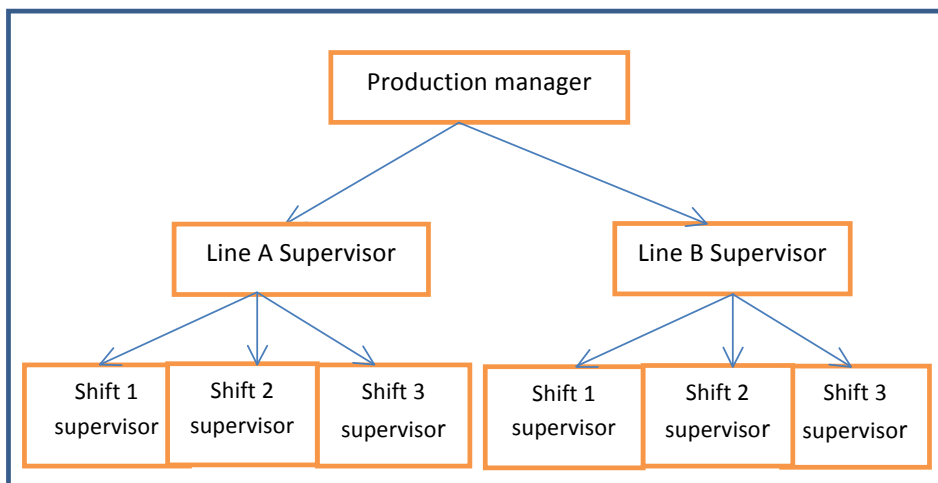 Production manager
Line A Supervisor
Line B Supervisor
Shift 1
supervisor
Shift 2
supervisor
Shift 3
supervisor
Shift 1
supervisor
Shift 2
supervisor
Shift 3
supervisor